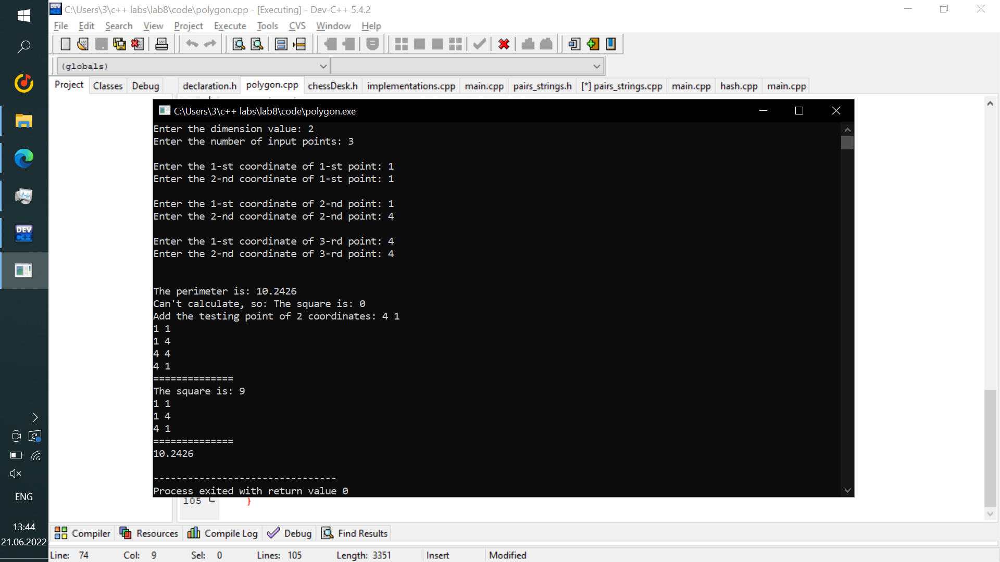 C:\Users\3\c++ labs\lab8\code\polygon.cpp - [Executing] - Dev-C++ 5.4.2
File Edit Search View Project Execute Tools CVS Window Help
(globals)
Project Classes Debug declaration.h polygon.cpp chessDesk.h implementations.cpp main.cpp pairs_strings.h [*] pairs_strings.cpp main.cpp hash.cpp main.cpp
C:\Users\3\c++ labs\lab8\code\polygon.exe
Enter the dimension value: 2
Enter the number of input points: 3
Enter the 1-st coordinate of 1-st point: 1
Enter the 2-nd coordinate of 1-st point: 1
Enter the 1-st coordinate of 2-nd point: 1
Enter the 2-nd coordinate of 2-nd point: 4
Enter the 1-st coordinate of 3-rd point: 4
Enter the 2-nd coordinate of 3-rd point: 4
The perimeter is: 10.2426
Can't calculate, so: The square is: 0
Add the testing point of 2 coordinates: 4 1
1 1
1 4
4 4
4 1
==============
The square is: 9
1 1
1 4
4 1
==============
10.2426
--------------------------------
Process exited with return value 0
105 }
Compiler Resources Compile Log Debug Find Results
Line: 74 Col: 9 Sel: 0 Lines: 105 Length: 3351 Insert Modified
DEV
C++
ENG
13:44
21.06.2022